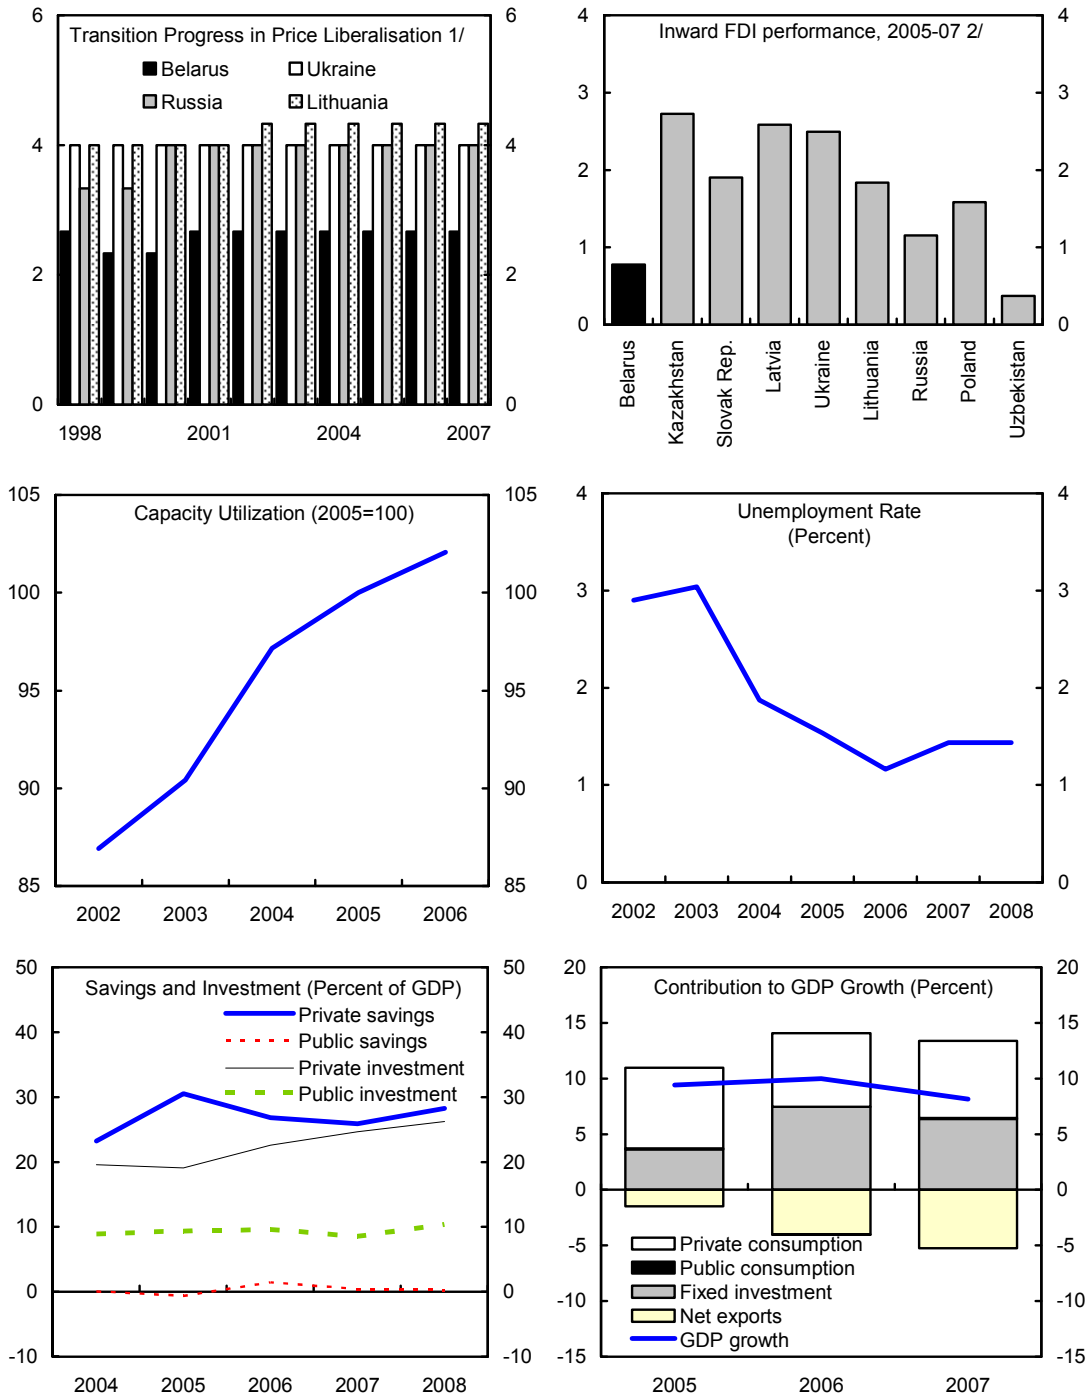 Transition Progress in Price Liberalisation 1/
Belarus Ukraine
Russia Lithuania
6 6
4 4
2 2
0 0
1998 2001 2004 2007
Inward FDI performance, 2005-07 2/
4 4
3 3
2 2
1 1
0 0
Belarus
Kazakhstan
Slovak Rep.
Latvia
Ukraine
Lithuania
Russia
Poland
Uzbekistan
Capacity Utilization (2005=100)
105 105
100 100
95 95
90 90
85 85
2002 2003 2004 2005 2006
Unemployment Rate
(Percent)
4 4
3 3
2 2
1 1
0 0
2002 2003 2004 2005 2006 2007 2008
Savings and Investment (Percent of GDP)
Private savings
Public savings
Private investment
Public investment
50 50
40 40
30 30
20 20
10 10
0 0
-10 -10
2004 2005 2006 2007 2008
Contribution to GDP Growth (Percent)
20 20
15 15
10 10
5 5
0 0
-5 -5
-10 -10
-15 -15
Private consumption
Public consumption
Fixed investment
Net exports
GDP growth
2005 2006 2007